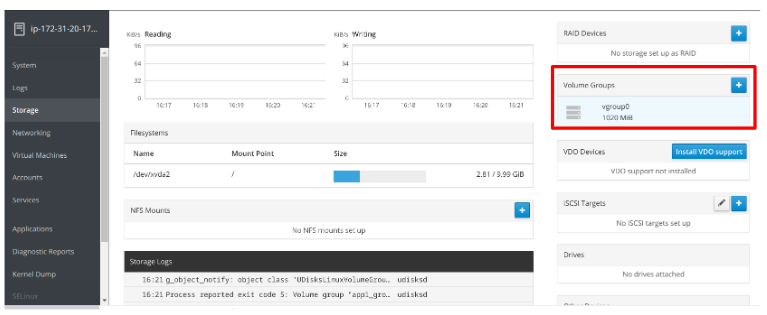 ip-172-31-20-17...
System
Logs
Storage
Networking
Virtual Machines
Accounts
Services
Applications
Diagnostic Reports
Kernel Dump
SELinux
KiB/s Reading
96
64
32
0
16:17 16:18 16:19 16:20 16:21
KiB/s Writing
96
64
32
0
16:17 16:18 16:19 16:20 16:21
Filesystems
Name Mount Point Size
/dev/xvda2 / 2.81 / 9.99 GiB
NFS Mounts
No NFS mounts set up
Storage Logs
16:21 g_object_notify: object class 'UDisksLinuxVolumeGrou… udisksd
16:21 Process reported exit code 5: Volume group "app1_gro… udisksd
RAID Devices
No storage set up as RAID
Volume Groups
vgroup0
1020 MiB
VDO Devices Install VDO support
VDO support not installed
iSCSI Targets
No iSCSI targets set up
Drives
No drives attached
Other Devices